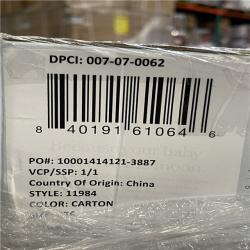 DPCI: 007-07-0062
8 40191 61064 6
PO#: 10001414121-3887
VCP/SSP: 1/1
Country Of Origin: China
STYLE: 11984
COLOR: CARTON